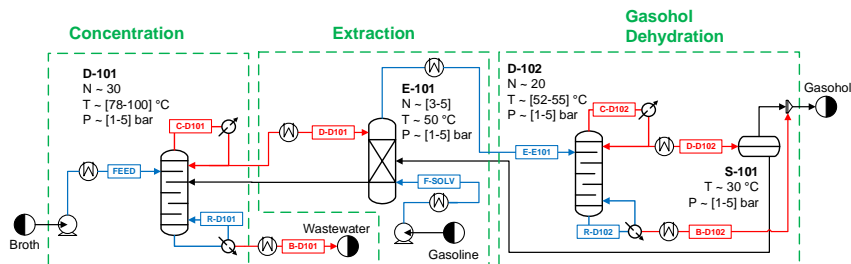 Concentration
Extraction
Gasohol
Dehydration
D-101
N ~ 30
T ~ [78-100] °C
P ~ [1-5] bar
C-D101
FEED
R-D101
B-D101
Broth
Wastewater
E-101
N ~ [3-5]
T ~ 50 °C
P ~ [1-5] bar
D-D101
F-SOLV
Gasoline
D-102
N ~ 20
T ~ [52-55] °C
P ~ [1-5] bar
C-D102
E-E101
D-D102
R-D102
B-D102
S-101
T ~ 30 °C
P ~ [1-5] bar
Gasohol